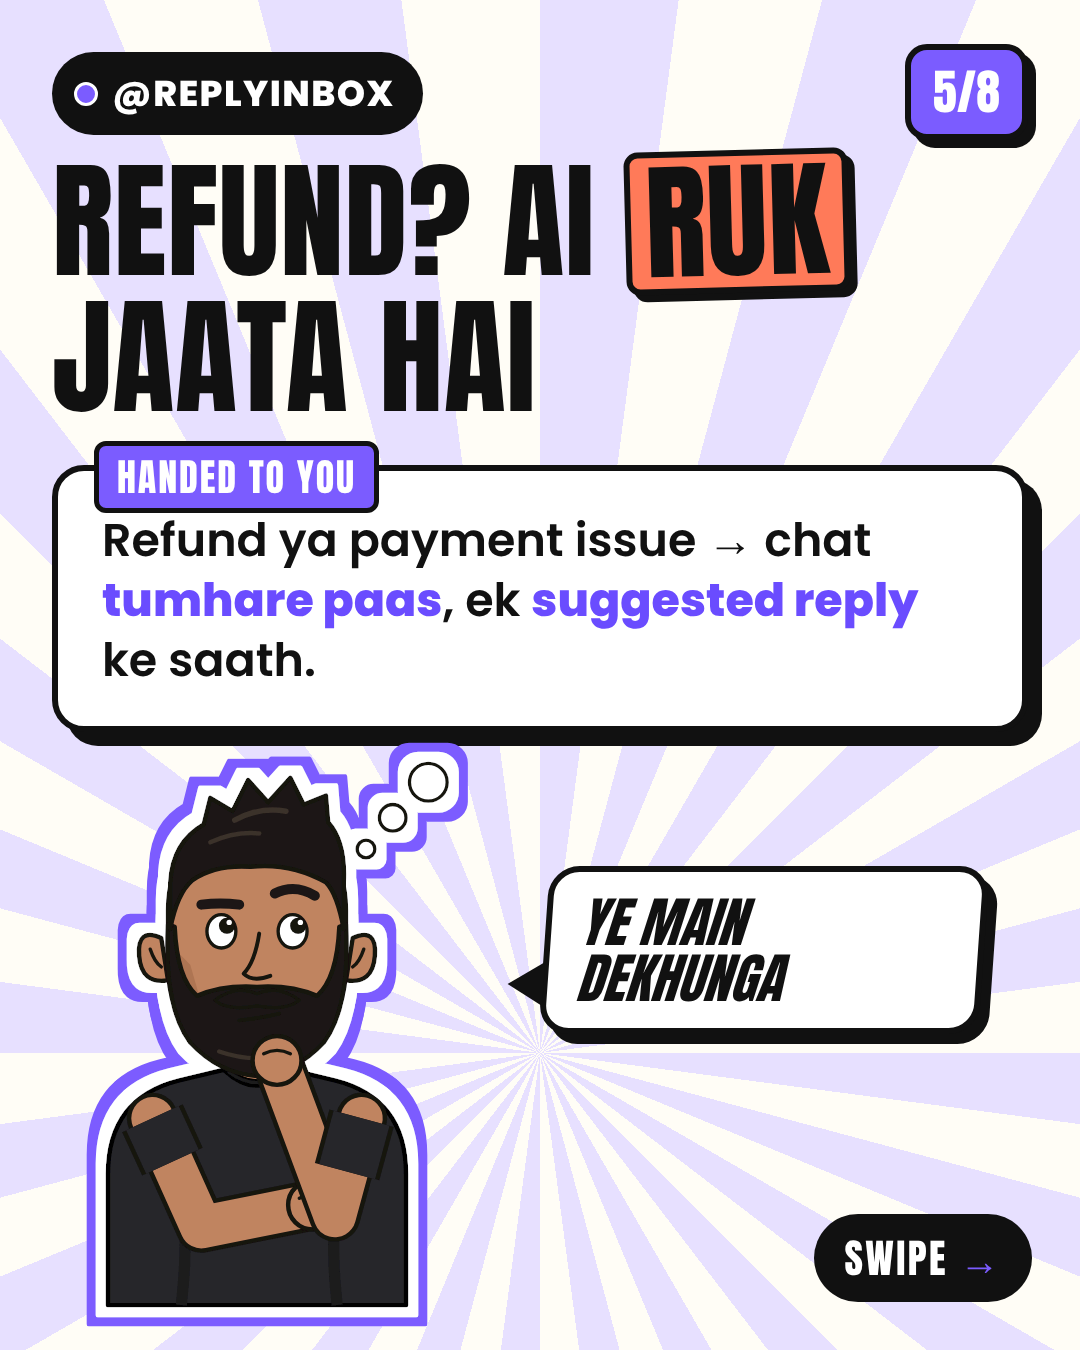 @REPLYINBOX
5/8
REFUND? AI RUK
JAATA HAI
HANDED TO YOU
Refund ya payment issue → chat
tumhare paas, ek suggested reply
ke saath.
YE MAIN
DEKHUNGA
SWIPE →